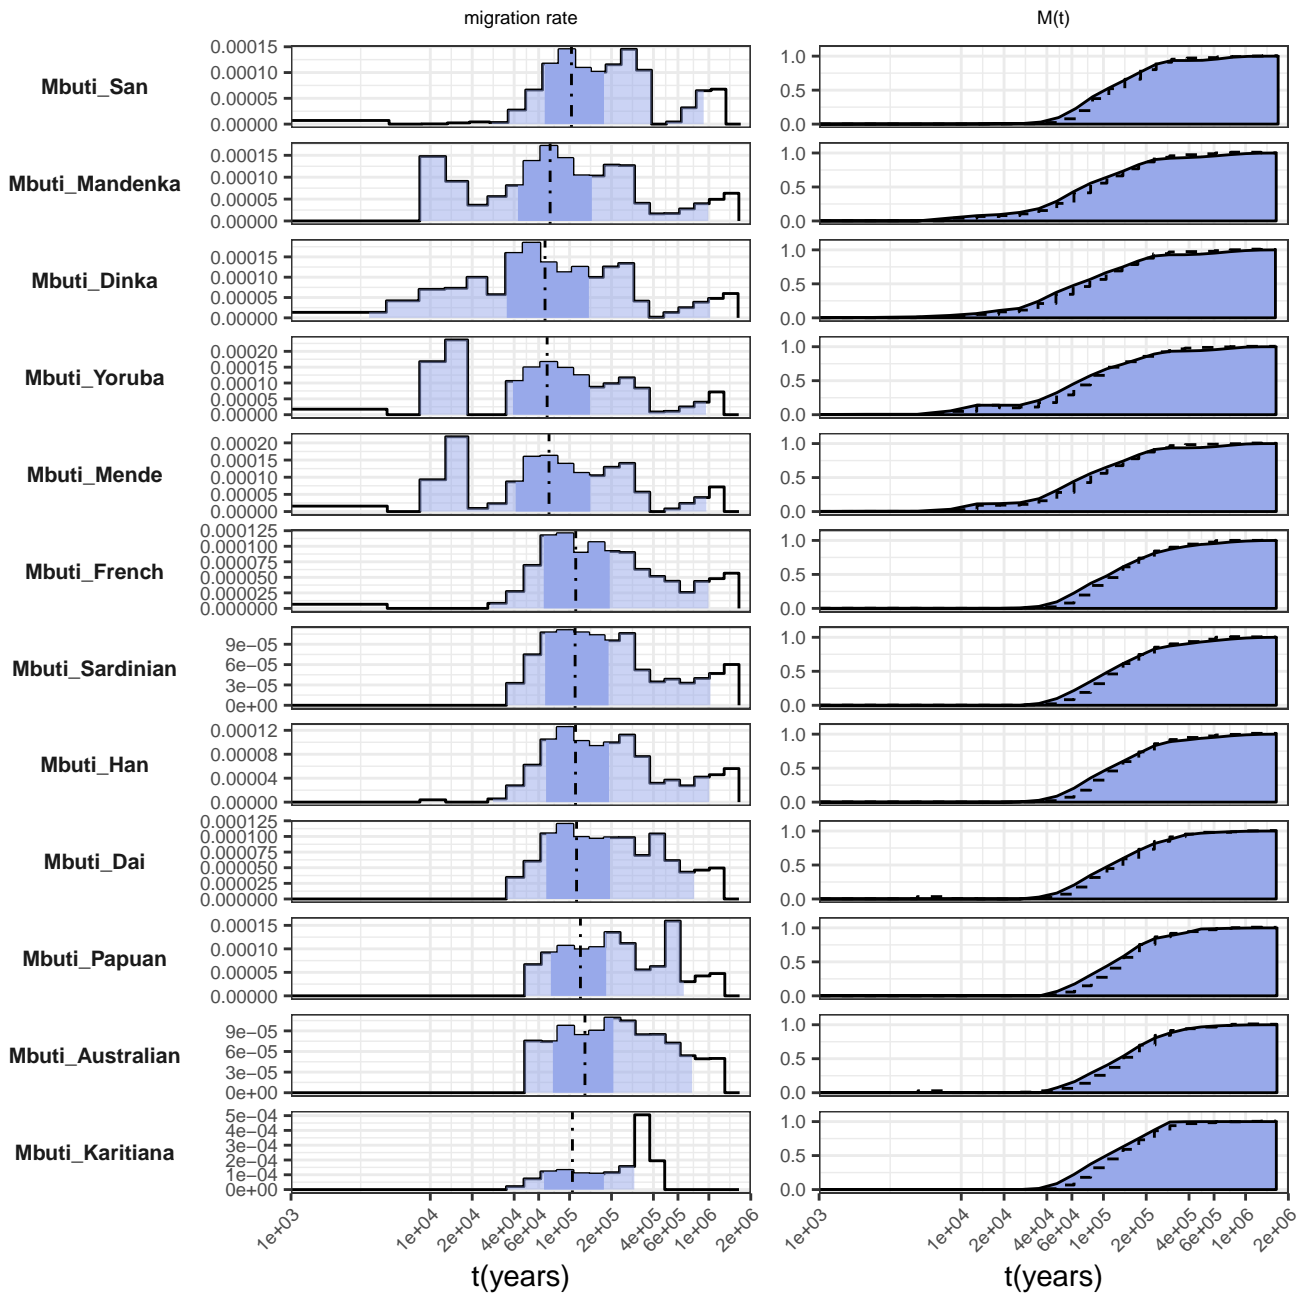 migration rate M(t)
Mbuti_San
0.00015
0.00010
0.00005
0.00000
1.0
0.5
0.0
Mbuti_Mandenka
0.00015
0.00010
0.00005
0.00000
1.0
0.5
0.0
Mbuti_Dinka
0.00015
0.00010
0.00005
0.00000
1.0
0.5
0.0
Mbuti_Yoruba
0.00020
0.00015
0.00010
0.00005
0.00000
1.0
0.5
0.0
Mbuti_Mende
0.00020
0.00015
0.00010
0.00005
0.00000
1.0
0.5
0.0
Mbuti_French
0.000125
0.000100
0.000075
0.000050
0.000025
0.000000
1.0
0.5
0.0
Mbuti_Sardinian
9e−05
6e−05
3e−05
0e+00
1.0
0.5
0.0
Mbuti_Han
0.00012
0.00008
0.00004
0.00000
1.0
0.5
0.0
Mbuti_Dai
0.000125
0.000100
0.000075
0.000050
0.000025
0.000000
1.0
0.5
0.0
Mbuti_Papuan
0.00015
0.00010
0.00005
0.00000
1.0
0.5
0.0
Mbuti_Australian
9e−05
6e−05
3e−05
0e+00
1.0
0.5
0.0
Mbuti_Karitiana
5e−04
4e−04
3e−04
2e−04
1e−04
0e+00
1.0
0.5
0.0
1e+03 1e+04 2e+04 4e+04 6e+04 1e+05 2e+05 4e+05 6e+05 1e+06 2e+06
1e+03 1e+04 2e+04 4e+04 6e+04 1e+05 2e+05 4e+05 6e+05 1e+06 2e+06
t(years) t(years)